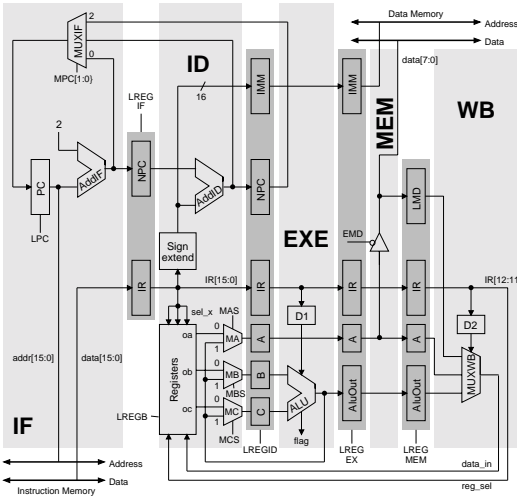 Data Memory
Address
Data
data[7:0]
MUXIF
2
1
0
MPC[1:0}
ID
LREG
IF
16
IMM
IMM
MEM
WB
2
PC
LPC
AddIF
NPC
AddID
NPC
LMD
EXE
EMD
Sign
extend
IR
IR[15:0]
IR
IR
IR
IR[12:11
sel_x
MAS
D1
D2
addr[15:0]
data[15:0]
Registers
oa
0
1
MA
A
A
A
ob
0
1
MB
MBS
B
oc
0
1
MC
MCS
C
ALU
AluOut
AluOut
MUXWB
IF
LREGB
LREGID
flag
LREG
EX
LREG
MEM
Address
Data
Instruction Memory
data_in
reg_sel